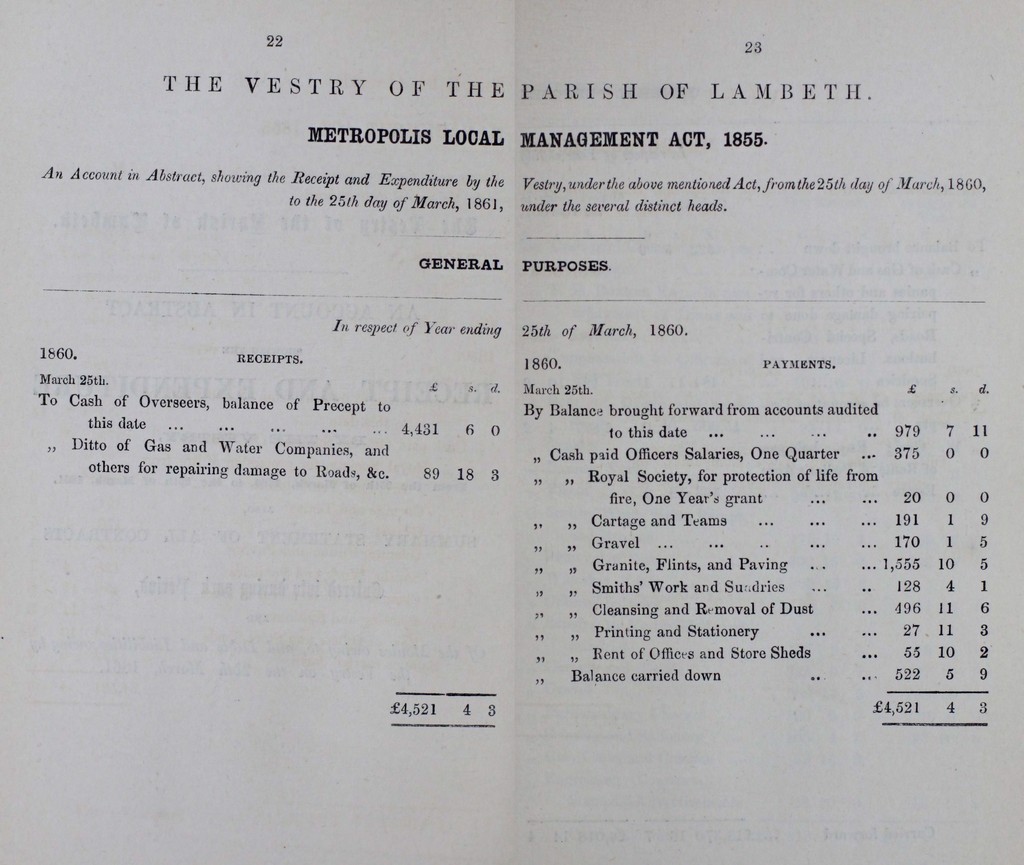 22
THE VESTRY OF THE
METROPOLIS LOCAL
An Account in Abstract, showing the Receipt and Expenditure by the
to the 25th day of March, 1861,
GENERAL
In respect of Year ending
1860. RECEIPTS.
March 25th. £ s. d.
To Cash of Overseers, balance of Precept to
this date ... ... ... ... ... 4,431 6 0
„ Ditto of Gas and Water Companies, and
others for repairing damage to Roads, &c. 89 18 3
£4,521 4 3
23
PARISH OF LAMBETH.
MANAGEMENT ACT, 1855.
Vestry, under the above mentioned Act, from the 25th day of March, 1860,
under the several distinct heads.
PURPOSES.
25th of March, 1860.
1860. PAYMENTS.
March 25th. £ s. d.
By Balance brought forward from accounts audited
to this date ... ... ... .. 979 7 11
„ Cash paid Officers Salaries, One Quarter ... 375 0 0
„ „ Royal Society, for protection of life from
fire, One Year's grant ... ... 20 0 0
„ „ Cartage and Teams ... ... ... 191 1 9
„ „ Gravel ... ... .. ... ... 170 1 5
„ „ Granite, Flints, and Paving ... ... 1,555 10 5
„ „ Smiths' Work and Sundries ... .. 128 4 1
„ „ Cleansing and Removal of Dust ... 496 11 6
„ „ Printing and Stationery ... ... 27 11 3
„ „ Rent of Offices and Store Sheds ... 55 10 2
„ Balance carried down .. ... 522 5 9
£4,521 4 3